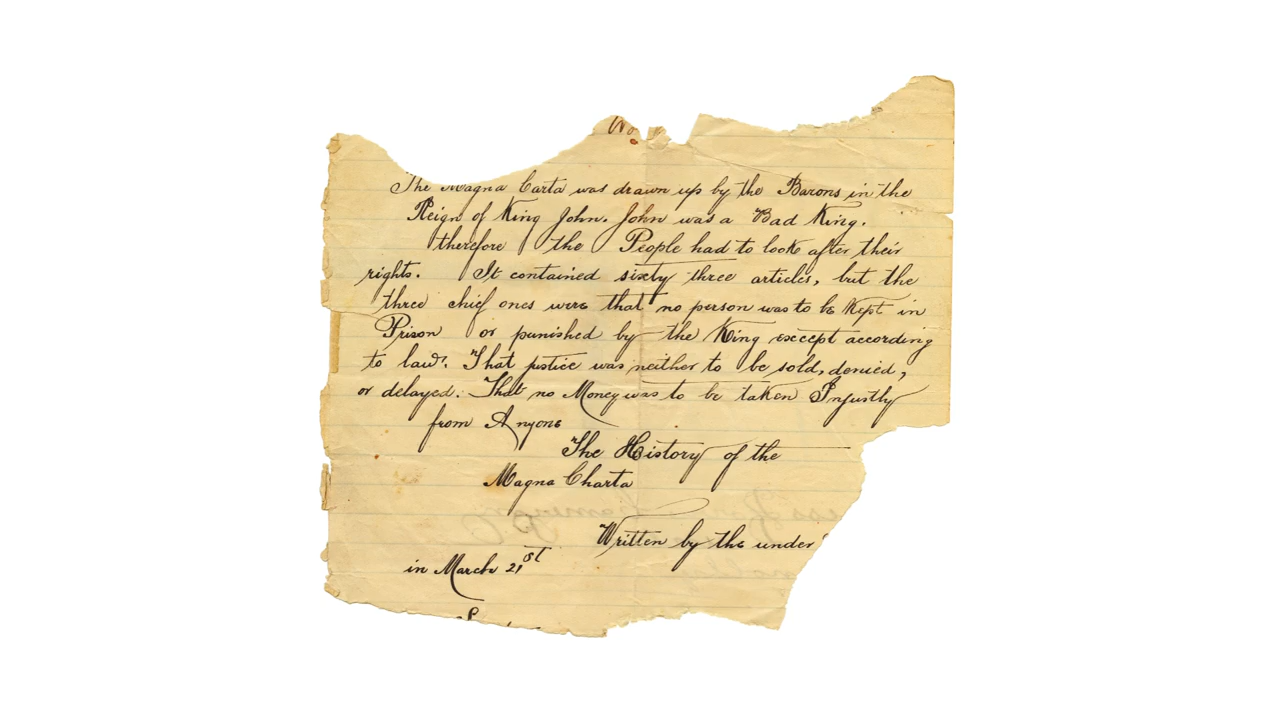 No.
The Magna Carta was drawn up by the Barons in the
Reign of King John. John was a Bad King.
therefore the People had to look after their
rights. It contained sixty three articles, but the
three chief ones were that no person was to be Kept in
Prison or punished by the King except according
to law. That justice was neither to be sold, denied,
or delayed. That no Money was to be taken Injustly
from Anyone
The History of the
Magna Charta
Written by the under
in March 21st